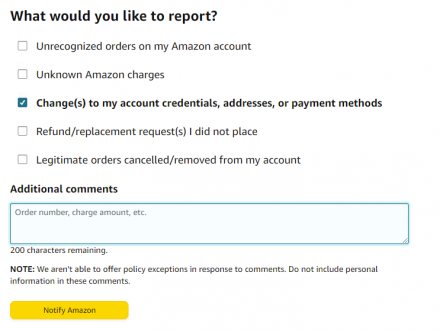 What would you like to report?
Unrecognized orders on my Amazon account
Unknown Amazon charges
Change(s) to my account credentials, addresses, or payment methods
Refund/replacement request(s) I did not place
Legitimate orders cancelled/removed from my account
Additional comments
Order number, charge amount, etc.
200 characters remaining.
NOTE: We aren't able to offer policy exceptions in response to comments. Do not include personal
information in these comments.
Notify Amazon